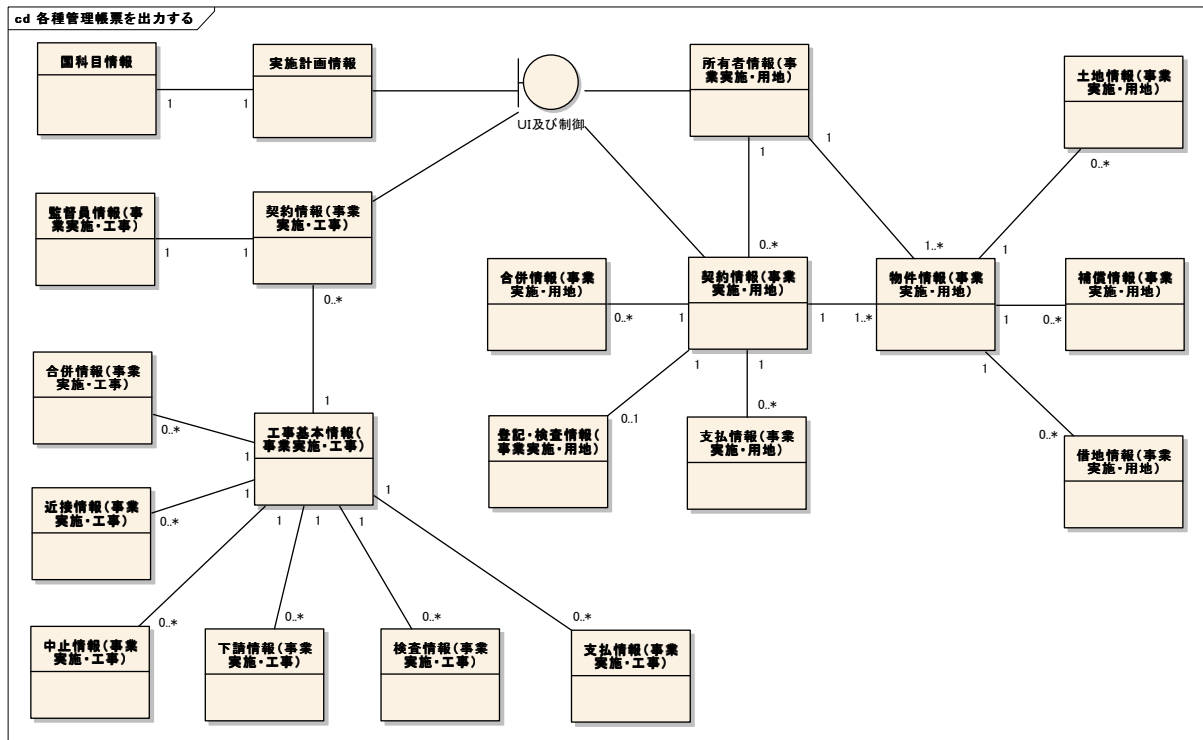 cd 各種管理帳票を出力する
国科目情報
実施計画情報
UI及び制御
所有者情報(事
業実施・用地)
土地情報(事業
実施・用地)
1
1
1
1
0..*
監督員情報(事
業実施・工事)
契約情報(事業
実施・工事)
1
1
0..*
0..*
1..*
1
合併情報(事業
実施・用地)
契約情報(事業
実施・用地)
物件情報(事業
実施・用地)
補償情報(事業
実施・用地)
0..*
1
1
1..*
1
0..*
1
1
1
合併情報(事業
実施・工事)
0..*
1
0..1
0..*
0..*
工事基本情報(
事業実施・工事)
登記・検査情報(
事業実施・用地)
支払情報(事業
実施・用地)
借地情報(事業
実施・用地)
1
近接情報(事業
実施・工事)
0..*
1
1
1
1
1
1
0..*
0..*
0..*
0..*
中止情報(事業
実施・工事)
下請情報(事業
実施・工事)
検査情報(事業
実施・工事)
支払情報(事業
実施・工事)